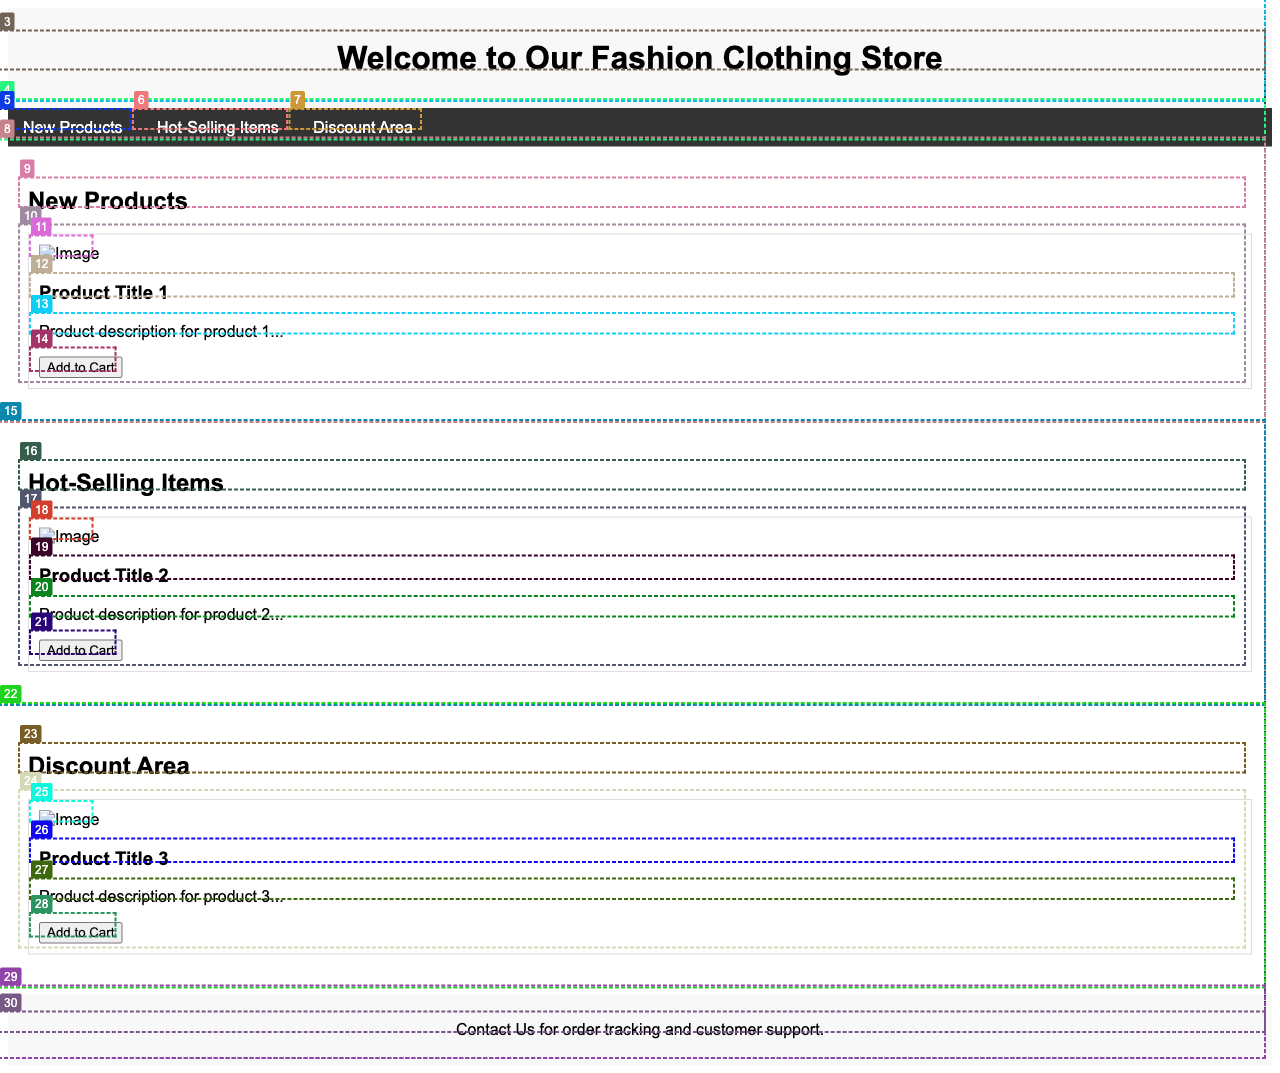 3
Welcome to Our Fashion Clothing Store
4
5
6
7
New Products
Hot-Selling Items
Discount Area
8
9
New Products
10
11
Image
12
Product Title 1
13
Product description for product 1...
14
Add to Cart
15
16
Hot-Selling Items
17
18
Image
19
Product Title 2
20
Product description for product 2...
21
Add to Cart
22
23
Discount Area
24
25
Image
26
Product Title 3
27
Product description for product 3...
28
Add to Cart
29
30
Contact Us for order tracking and customer support.